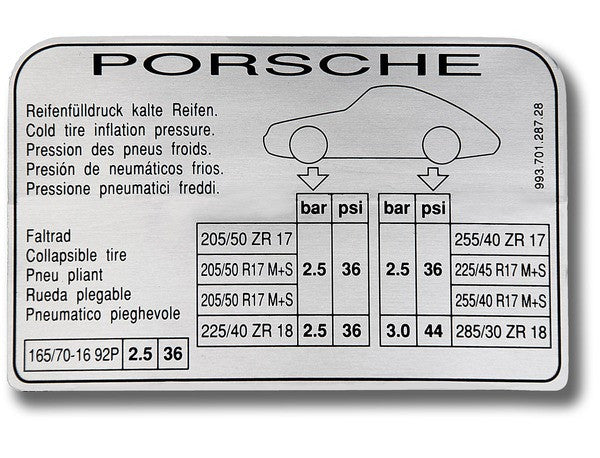 PORSCHE
Reifenfülldruck kalte Reifen.
Cold tire inflation pressure.
Pression des pneus froids.
Presión de neumáticos frios.
Pressione pneumatici freddi.
993.701.287.28
bar psi bar psi
Faltrad
Collapsible tire
Pneu pliant
Rueda plegable
Pneumatico pieghevole
165/70-16 92P 2.5 36
205/50 ZR 17 255/40 ZR 17
205/50 R17 M+S 2.5 36 2.5 36 225/45 R17 M+S
205/50 R17 M+S 255/40 R17 M+S
225/40 ZR 18 2.5 36 3.0 44 285/30 ZR 18